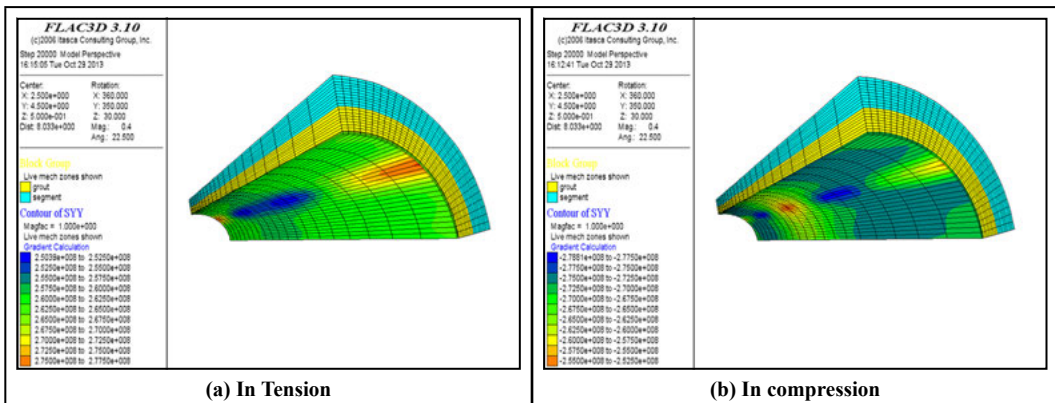 FLAC3D 3.10
(c)2006 Itasca Consulting Group, Inc.
Step 20000 Model Perspective
16:15:05 Tue Oct 29 2013
Center: Rotation:
X: 2.500e+000 X: 360.000
Y: 4.500e+000 Y: 350.000
Z: 5.000e-001 Z: 30.000
Dist: 8.033e+000 Mag.: 0.4
Ang.: 22.500
Block Group
Live mech zones shown
grout
segment
Contour of SYY
Magfac = 1.000e+000
Live mech zones shown
Gradient Calculation
2.5039e+008 to 2.5250e+008
2.5250e+008 to 2.5500e+008
2.5500e+008 to 2.5750e+008
2.5750e+008 to 2.6000e+008
2.6000e+008 to 2.6250e+008
2.6250e+008 to 2.6500e+008
2.6500e+008 to 2.6750e+008
2.6750e+008 to 2.7000e+008
2.7000e+008 to 2.7250e+008
2.7250e+008 to 2.7500e+008
2.7500e+008 to 2.7750e+008
(a) In Tension
FLAC3D 3.10
(c)2006 Itasca Consulting Group, Inc.
Step 20000 Model Perspective
16:12:41 Tue Oct 29 2013
Center: Rotation:
X: 2.500e+000 X: 360.000
Y: 4.500e+000 Y: 350.000
Z: 5.000e-001 Z: 30.000
Dist: 8.033e+000 Mag.: 0.4
Ang.: 22.500
Block Group
Live mech zones shown
grout
segment
Contour of SYY
Magfac = 1.000e+000
Live mech zones shown
Gradient Calculation
-2.7881e+008 to -2.7750e+008
-2.7750e+008 to -2.7500e+008
-2.7500e+008 to -2.7250e+008
-2.7250e+008 to -2.7000e+008
-2.7000e+008 to -2.6750e+008
-2.6750e+008 to -2.6500e+008
-2.6500e+008 to -2.6250e+008
-2.6250e+008 to -2.6000e+008
-2.6000e+008 to -2.5750e+008
-2.5750e+008 to -2.5500e+008
-2.5500e+008 to -2.5250e+008
(b) In compression